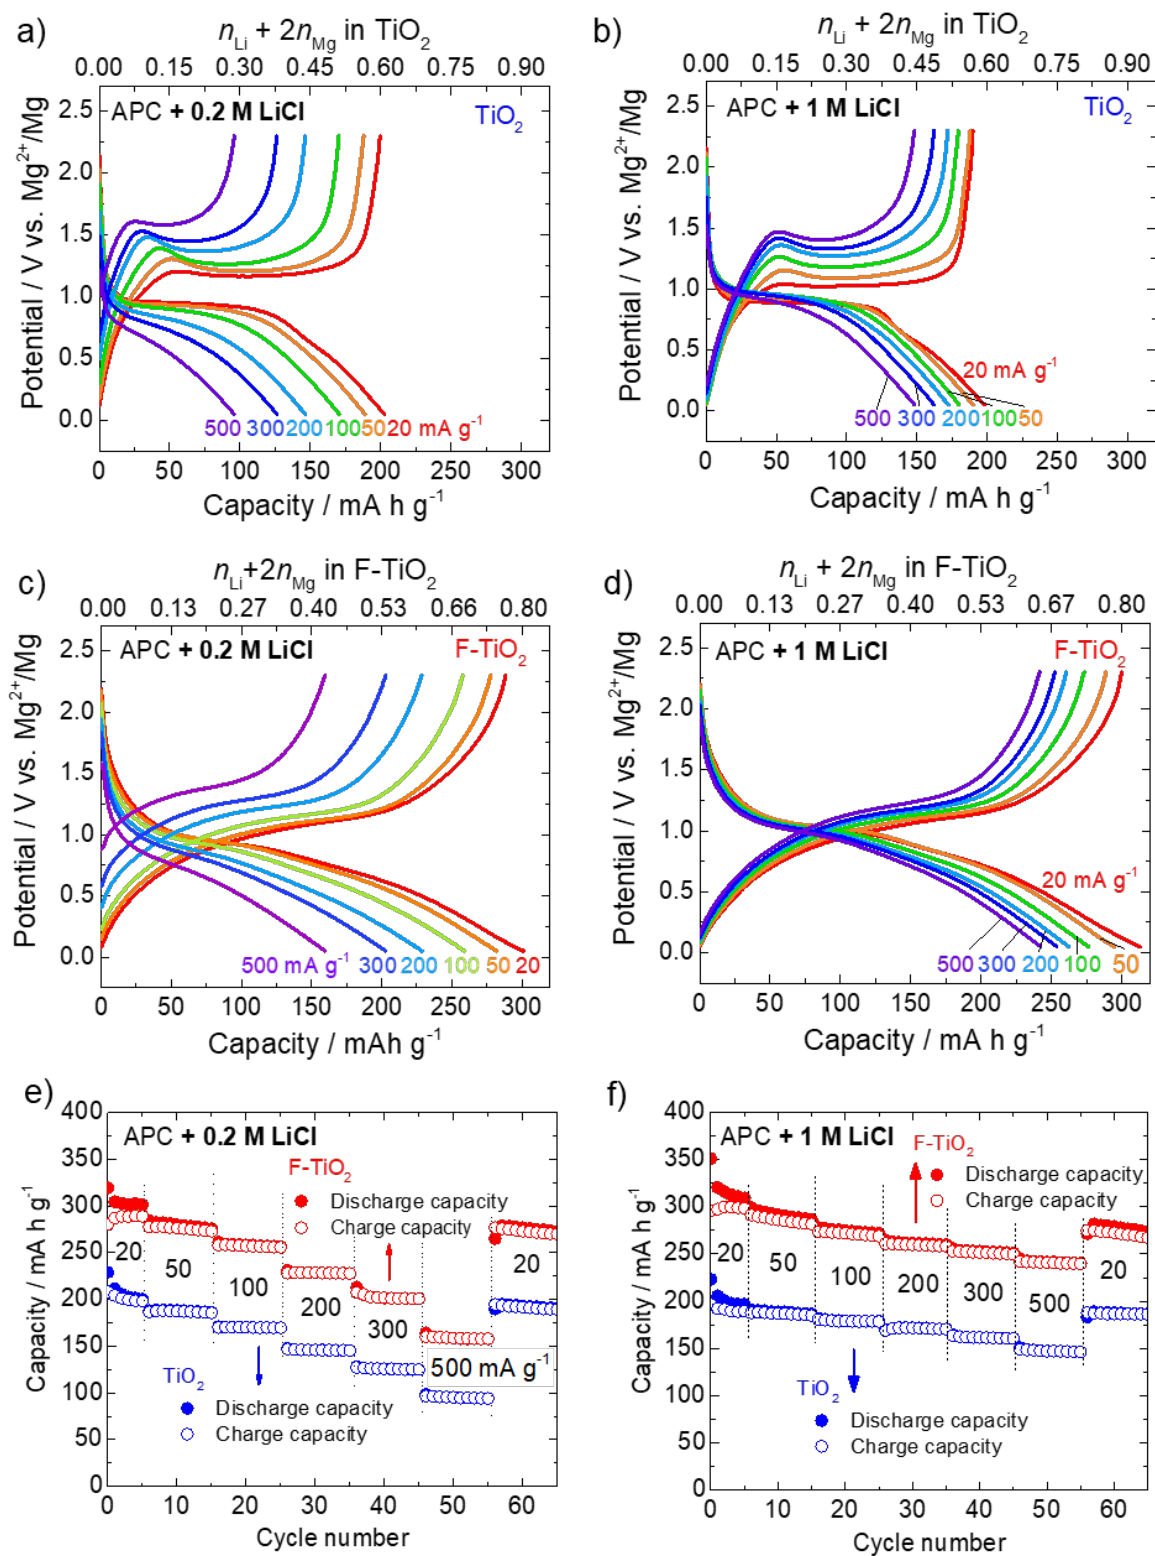 a)
n_Li + 2n_Mg in TiO₂
0.00 0.15 0.30 0.45 0.60 0.75 0.90
APC + 0.2 M LiCl TiO₂
Potential / V vs. Mg²⁺/Mg
2.5
2.0
1.5
1.0
0.5
0.0
500 300 200 100 50 20 mA g⁻¹
0 50 100 150 200 250 300
Capacity / mA h g⁻¹
b)
n_Li + 2n_Mg in TiO₂
0.00 0.15 0.30 0.45 0.60 0.75 0.90
APC + 1 M LiCl TiO₂
Potential / V vs. Mg²⁺/Mg
2.5
2.0
1.5
1.0
0.5
0.0
20 mA g⁻¹
500 300 200 100 50
0 50 100 150 200 250 300
Capacity / mA h g⁻¹
c)
n_Li+2n_Mg in F-TiO₂
0.00 0.13 0.27 0.40 0.53 0.66 0.80
APC + 0.2 M LiCl F-TiO₂
Potential / V vs. Mg²⁺/Mg
2.5
2.0
1.5
1.0
0.5
0.0
500 mA g⁻¹ 300 200 100 50 20
0 50 100 150 200 250 300
Capacity / mAh g⁻¹
d)
n_Li + 2n_Mg in F-TiO₂
0.00 0.13 0.27 0.40 0.53 0.67 0.80
APC + 1 M LiCl F-TiO₂
Potential / V vs. Mg²⁺/Mg
2.5
2.0
1.5
1.0
0.5
0.0
20 mA g⁻¹
500 300 200 100 50
0 50 100 150 200 250 300
Capacity / mA h g⁻¹
e)
APC + 0.2 M LiCl
F-TiO₂
Discharge capacity
Charge capacity
Capacity / mA h g⁻¹
400
350
300
250
200
150
100
50
0
20 50 100 200 300 500 mA g⁻¹ 20
TiO₂
Discharge capacity
Charge capacity
0 10 20 30 40 50 60
Cycle number
f)
APC + 1 M LiCl
F-TiO₂
Discharge capacity
Charge capacity
Capacity / mA h g⁻¹
400
350
300
250
200
150
100
50
0
20 50 100 200 300 500 20
TiO₂
Discharge capacity
Charge capacity
0 10 20 30 40 50 60
Cycle number